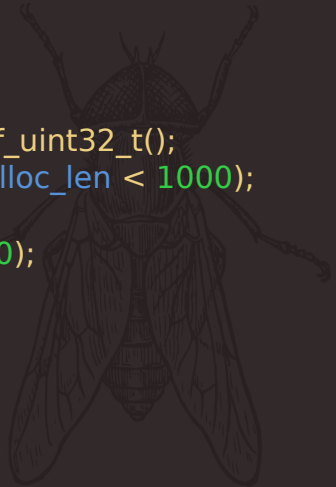 f_uint32_t();
lloc_len < 1000);
0);